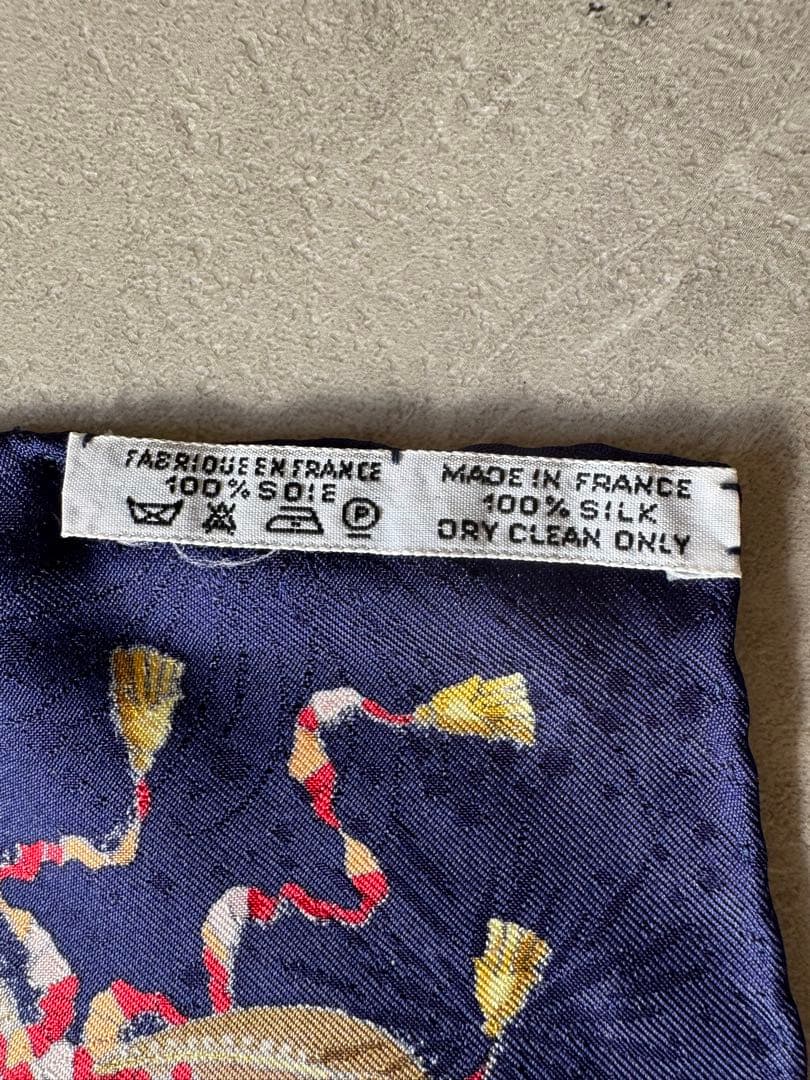 FABRIQUE EN FRANCE
100% SOIE
P
MADE IN FRANCE
100% SILK
DRY CLEAN ONLY